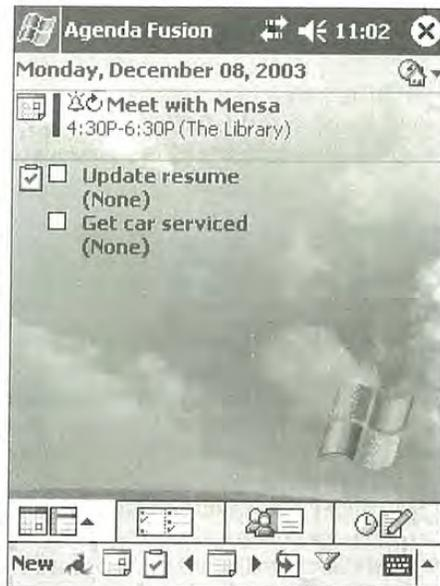 Agenda Fusion 11:02
Monday, December 08, 2003
Meet with Mensa
4:30P-6:30P (The Library)
Update resume
(None)
Get car serviced
(None)
New